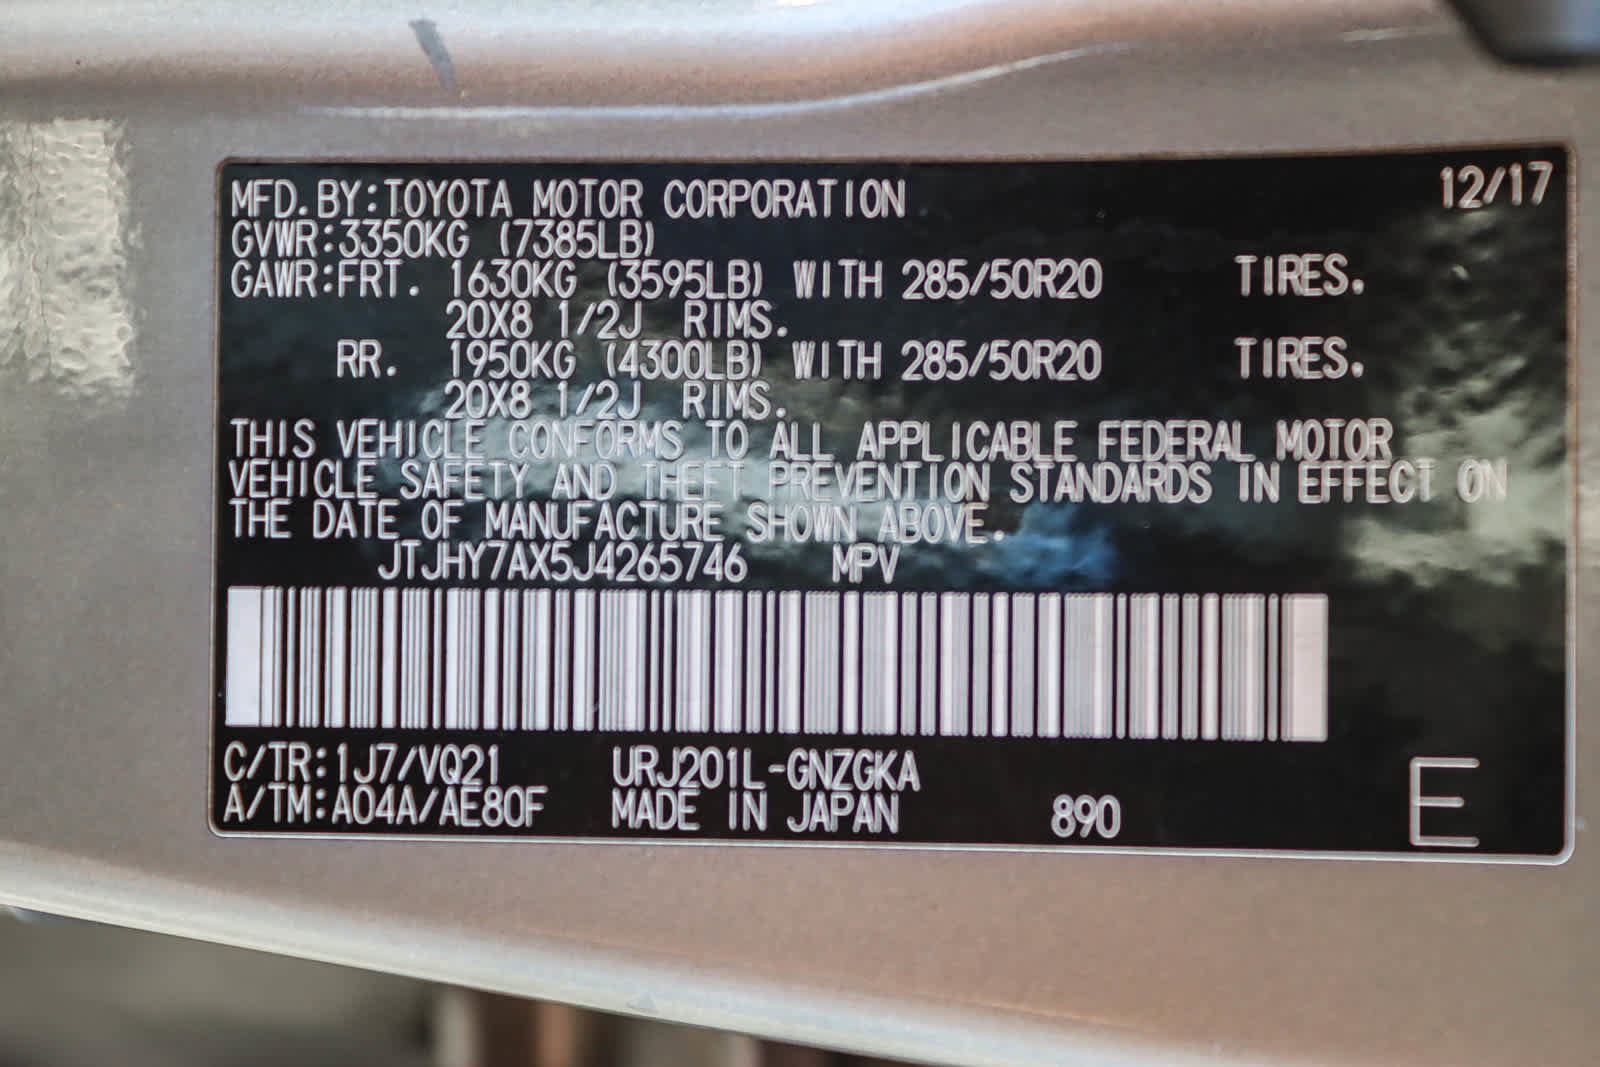 MFD.BY:TOYOTA MOTOR CORPORATION 12/17
GVWR:3350KG (7385LB)
GAWR:FRT. 1630KG (3595LB) WITH 285/50R20 TIRES.
20X8 1/2J RIMS.
RR. 1950KG (4300LB) WITH 285/50R20 TIRES.
20X8 1/2J RIMS.
THIS VEHICLE CONFORMS TO ALL APPLICABLE FEDERAL MOTOR
VEHICLE SAFETY AND THEFT PREVENTION STANDARDS IN EFFECT ON
THE DATE OF MANUFACTURE SHOWN ABOVE.
JTJHY7AX5J4265746 MPV
C/TR:1J7/VQ21 URJ201L-GNZGKA
A/TM:A04A/AE80F MADE IN JAPAN 890 E